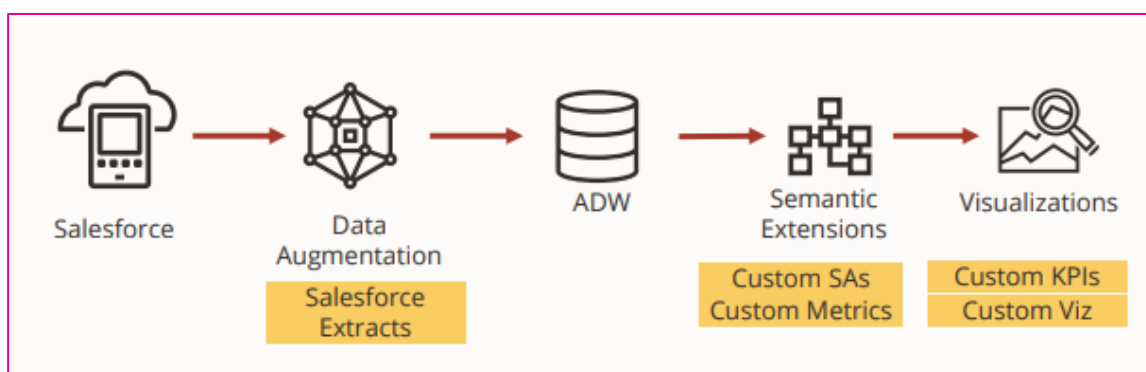 Salesforce
Data
Augmentation
Salesforce
Extracts
ADW
Semantic
Extensions
Custom SAs
Custom Metrics
Visualizations
Custom KPIs
Custom Viz